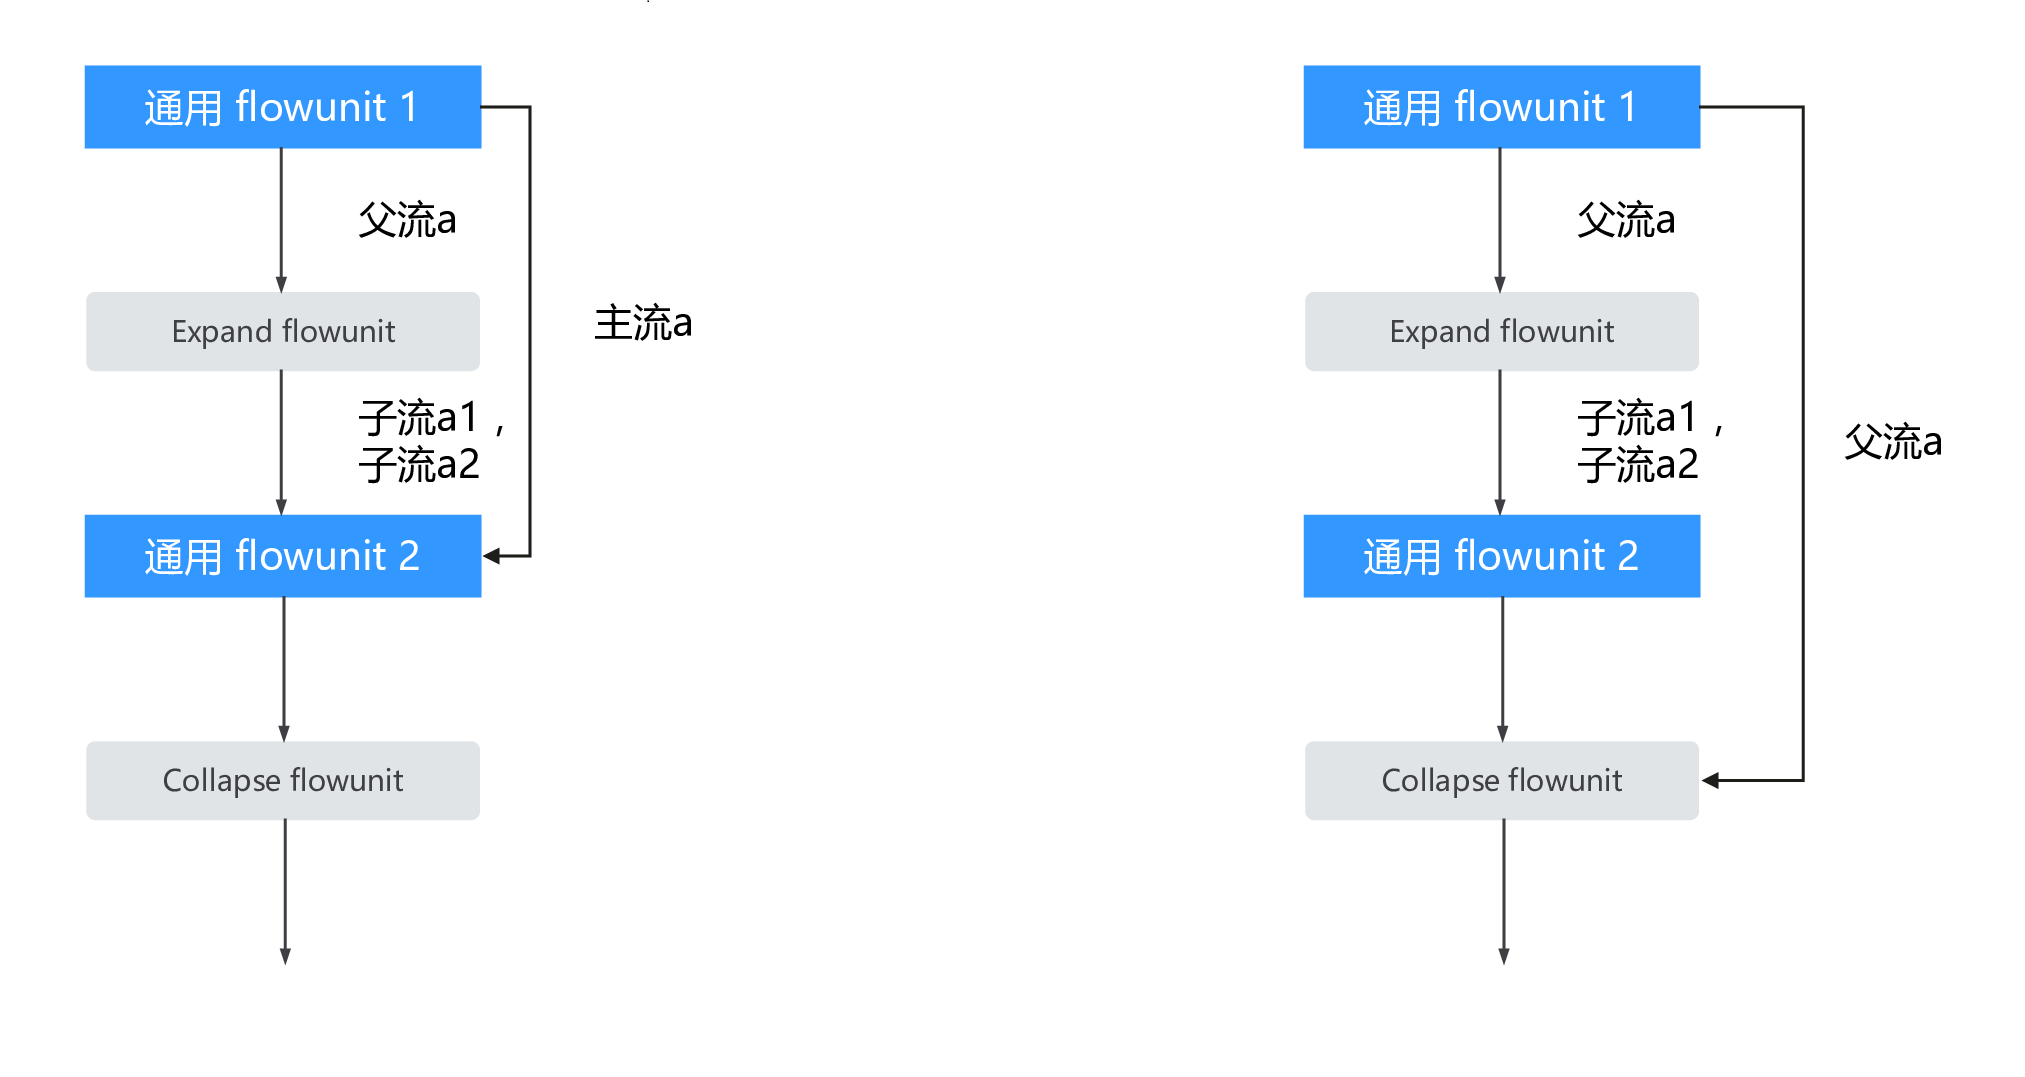 通用 flowunit 1
父流a
主流a
Expand flowunit
子流a1，
子流a2
通用 flowunit 2
Collapse flowunit
通用 flowunit 1
父流a
Expand flowunit
子流a1，
子流a2
父流a
通用 flowunit 2
Collapse flowunit